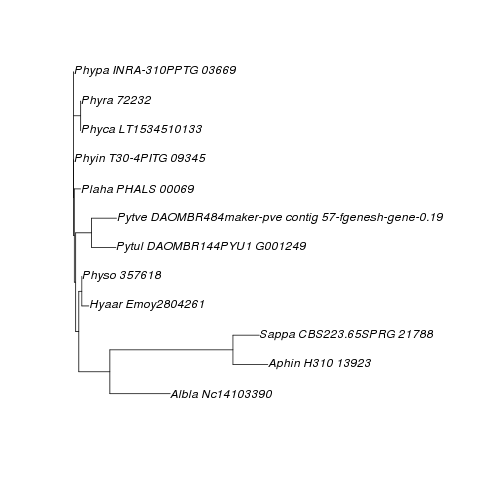 Phypa INRA-310PPTG 03669
Phyra 72232
Phyca LT1534510133
Phyin T30-4PITG 09345
Plaha PHALS 00069
Pytve DAOMBR484maker-pve contig 57-fgenesh-gene-0.19
Pytul DAOMBR144PYU1 G001249
Physo 357618
Hyaar Emoy2804261
Sappa CBS223.65SPRG 21788
Aphin H310 13923
Albla Nc14103390